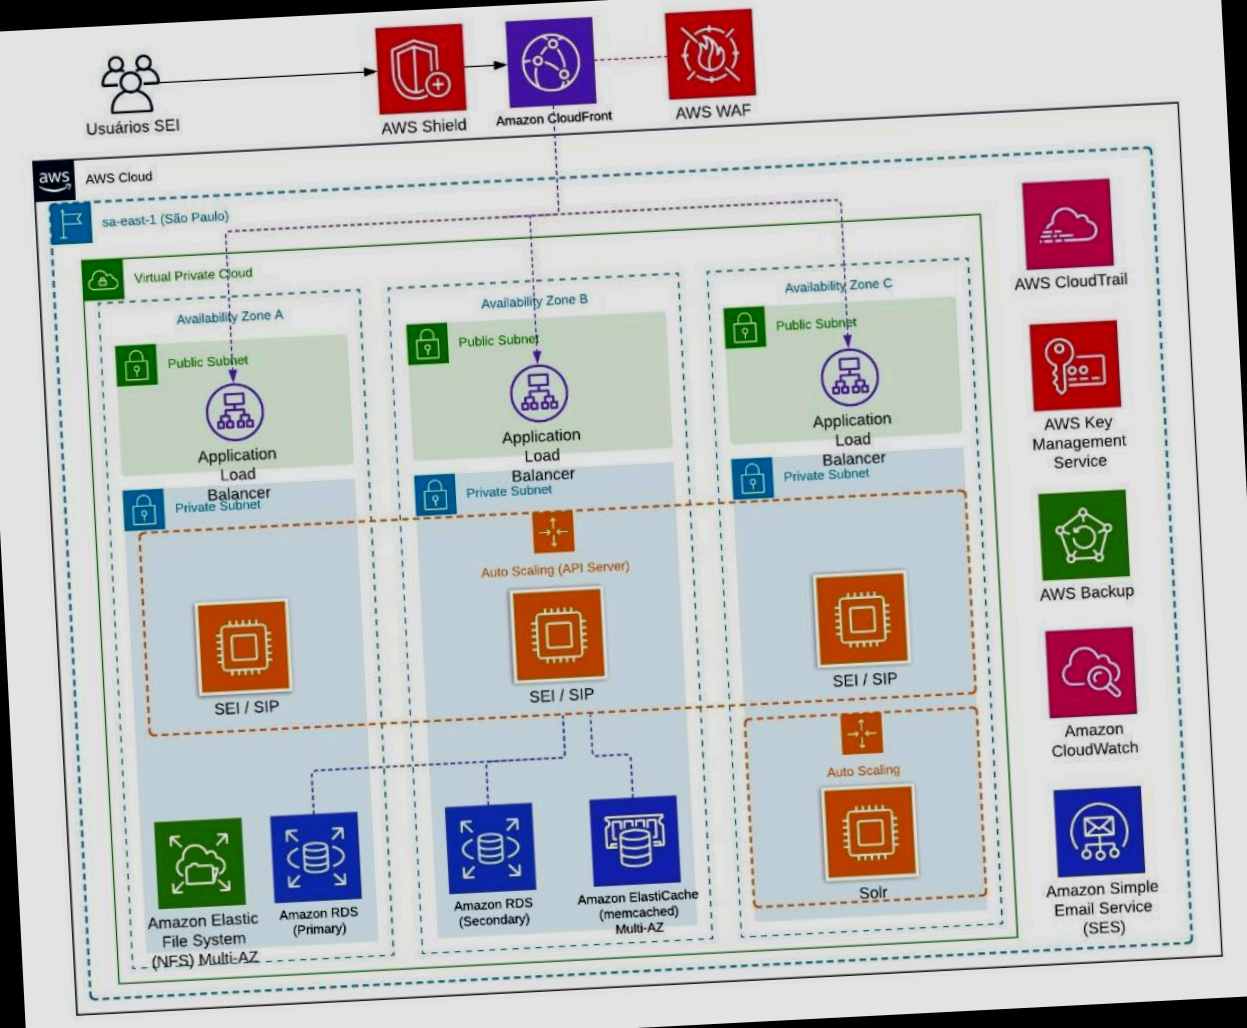 Usuários SEI
AWS Shield
Amazon CloudFront
AWS WAF
aws
AWS Cloud
sa-east-1 (São Paulo)
Virtual Private Cloud
Availability Zone A
Public Subnet
Application
Load
Balancer
Private Subnet
SEI / SIP
Amazon Elastic
File System
(NFS) Multi-AZ
Amazon RDS
(Primary)
Availability Zone B
Public Subnet
Application
Load
Balancer
Private Subnet
Auto Scaling (API Server)
SEI / SIP
Amazon RDS
(Secondary)
Amazon ElastiCache
(memcached)
Multi-AZ
Availability Zone C
Public Subnet
Application
Load
Balancer
Private Subnet
SEI / SIP
Auto Scaling
Solr
AWS CloudTrail
AWS Key
Management
Service
AWS Backup
Amazon
CloudWatch
Amazon Simple
Email Service
(SES)